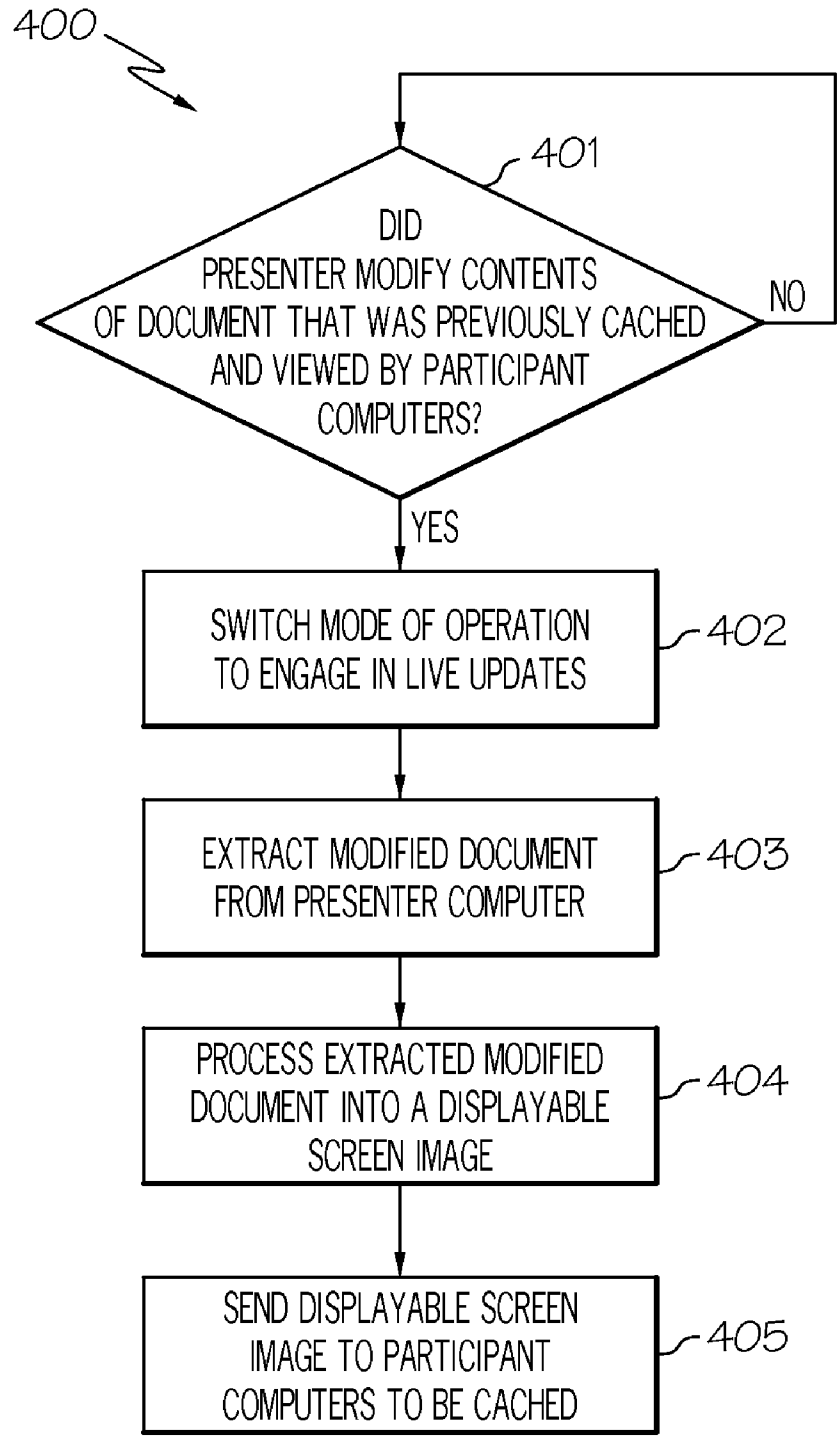 400
401
DID
PRESENTER MODIFY CONTENTS
OF DOCUMENT THAT WAS PREVIOUSLY CACHED
AND VIEWED BY PARTICIPANT
COMPUTERS?
NO
YES
SWITCH MODE OF OPERATION
TO ENGAGE IN LIVE UPDATES
402
EXTRACT MODIFIED DOCUMENT
FROM PRESENTER COMPUTER
403
PROCESS EXTRACTED MODIFIED
DOCUMENT INTO A DISPLAYABLE
SCREEN IMAGE
404
SEND DISPLAYABLE SCREEN
IMAGE TO PARTICIPANT
COMPUTERS TO BE CACHED
405